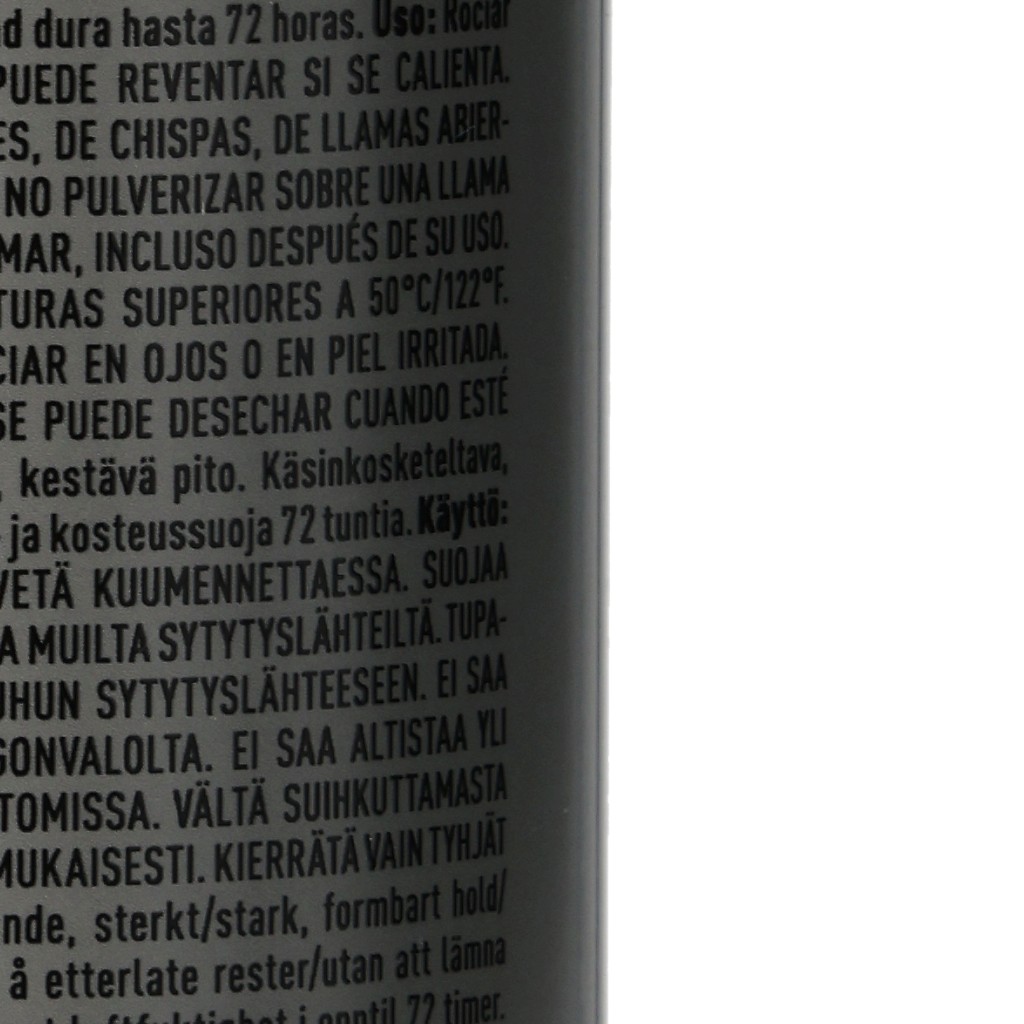 dura hasta 72 horas. Uso: Rociar
PUEDE REVENTAR SI SE CALIENTA.
ES, DE CHISPAS, DE LLAMAS ABIER-
NO PULVERIZAR SOBRE UNA LLAMA
MAR, INCLUSO DESPUÉS DE SU USO.
TURAS SUPERIORES A 50°C/122°F.
CIAR EN OJOS O EN PIEL IRRITADA.
SE PUEDE DESECHAR CUANDO ESTÉ
, kestävä pito. Käsinkosketeltava,
ja kosteussuoja 72 tuntia. Käyttö:
VETÄ KUUMENNETTAESSA. SUOJAA
A MUILTA SYTYTYSLÄHTEILTÄ. TUPA-
UHUN SYTYTYSLÄHTEESEEN. EI SAA
GONVALOLTA. EI SAA ALTISTAA YLI
TOMISSA. VÄLTÄ SUIHKUTTAMASTA
MUKAISESTI. KIERRÄTÄ VAIN TYHJÄT
nde, sterkt/stark, formbart hold/
å etterlate rester/utan att lämna
i opptil 72 timer.